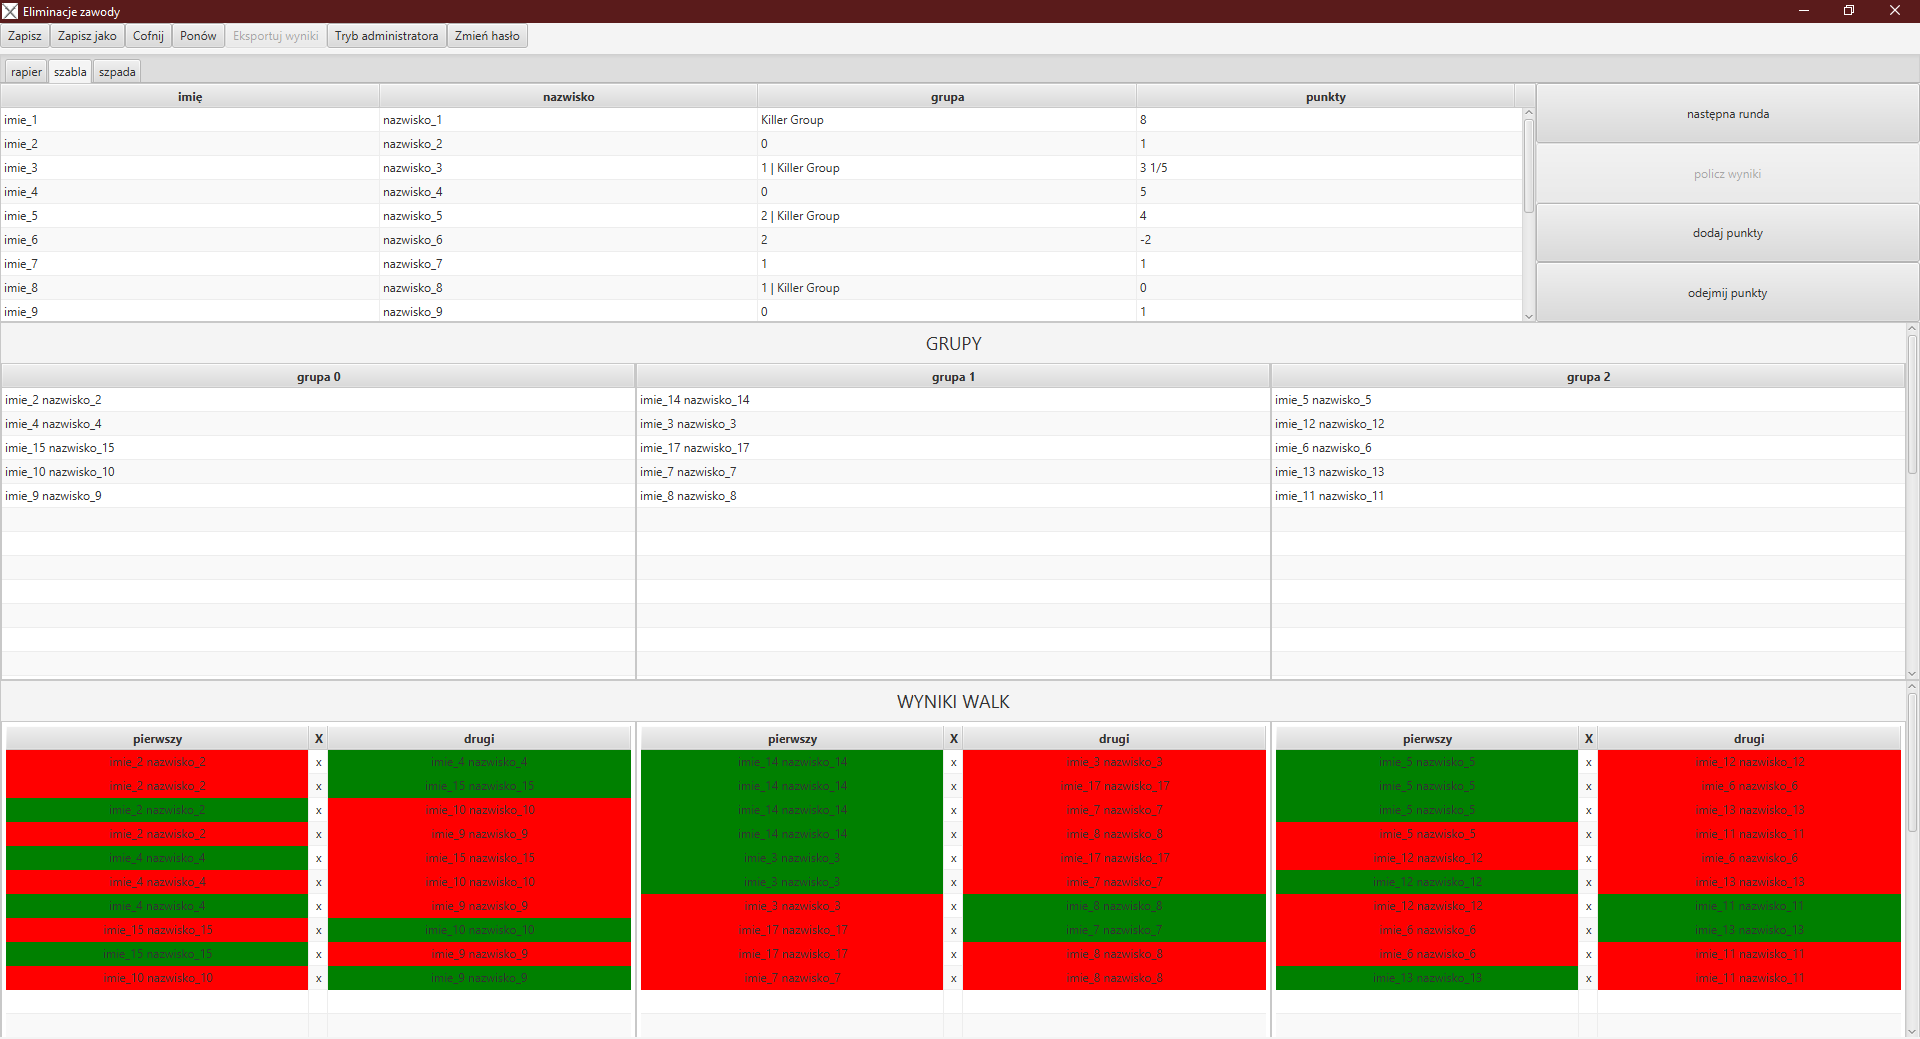 Eliminacje zawody
Zapisz Zapisz jako Cofnij Ponów Eksportuj wyniki Tryb administratora Zmień hasło
rapier szabla szpada
imię nazwisko grupa punkty
imie_1 nazwisko_1 Killer Group 8
imie_2 nazwisko_2 0 1
imie_3 nazwisko_3 1 | Killer Group 3 1/5
imie_4 nazwisko_4 0 5
imie_5 nazwisko_5 2 | Killer Group 4
imie_6 nazwisko_6 2 -2
imie_7 nazwisko_7 1 1
imie_8 nazwisko_8 1 | Killer Group 0
imie_9 nazwisko_9 0 1
następna runda
policz wyniki
dodaj punkty
odejmij punkty
GRUPY
grupa 0 grupa 1 grupa 2
imie_2 nazwisko_2 imie_14 nazwisko_14 imie_5 nazwisko_5
imie_4 nazwisko_4 imie_3 nazwisko_3 imie_12 nazwisko_12
imie_15 nazwisko_15 imie_17 nazwisko_17 imie_6 nazwisko_6
imie_10 nazwisko_10 imie_7 nazwisko_7 imie_13 nazwisko_13
imie_9 nazwisko_9 imie_8 nazwisko_8 imie_11 nazwisko_11
WYNIKI WALK
pierwszy X drugi pierwszy X drugi pierwszy X drugi
imie_2 nazwisko_2 x imie_4 nazwisko_4 imie_14 nazwisko_14 x imie_3 nazwisko_3 imie_5 nazwisko_5 x imie_12 nazwisko_12
imie_2 nazwisko_2 x imie_15 nazwisko_15 imie_14 nazwisko_14 x imie_17 nazwisko_17 imie_5 nazwisko_5 x imie_6 nazwisko_6
imie_2 nazwisko_2 x imie_10 nazwisko_10 imie_14 nazwisko_14 x imie_7 nazwisko_7 imie_5 nazwisko_5 x imie_13 nazwisko_13
imie_2 nazwisko_2 x imie_9 nazwisko_9 imie_14 nazwisko_14 x imie_8 nazwisko_8 imie_5 nazwisko_5 x imie_11 nazwisko_11
imie_4 nazwisko_4 x imie_15 nazwisko_15 imie_3 nazwisko_3 x imie_17 nazwisko_17 imie_12 nazwisko_12 x imie_6 nazwisko_6
imie_4 nazwisko_4 x imie_10 nazwisko_10 imie_3 nazwisko_3 x imie_7 nazwisko_7 imie_12 nazwisko_12 x imie_13 nazwisko_13
imie_4 nazwisko_4 x imie_9 nazwisko_9 imie_3 nazwisko_3 x imie_8 nazwisko_8 imie_12 nazwisko_12 x imie_11 nazwisko_11
imie_15 nazwisko_15 x imie_10 nazwisko_10 imie_17 nazwisko_17 x imie_7 nazwisko_7 imie_6 nazwisko_6 x imie_13 nazwisko_13
imie_15 nazwisko_15 x imie_9 nazwisko_9 imie_17 nazwisko_17 x imie_8 nazwisko_8 imie_6 nazwisko_6 x imie_11 nazwisko_11
imie_10 nazwisko_10 x imie_9 nazwisko_9 imie_7 nazwisko_7 x imie_8 nazwisko_8 imie_13 nazwisko_13 x imie_11 nazwisko_11